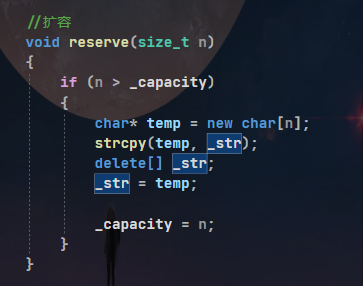 //扩容
void reserve(size_t n)
{
    if (n > _capacity)
    {
        char* temp = new char[n];
        strcpy(temp, _str);
        delete[] _str;
        _str = temp;
        _capacity = n;
    }
}